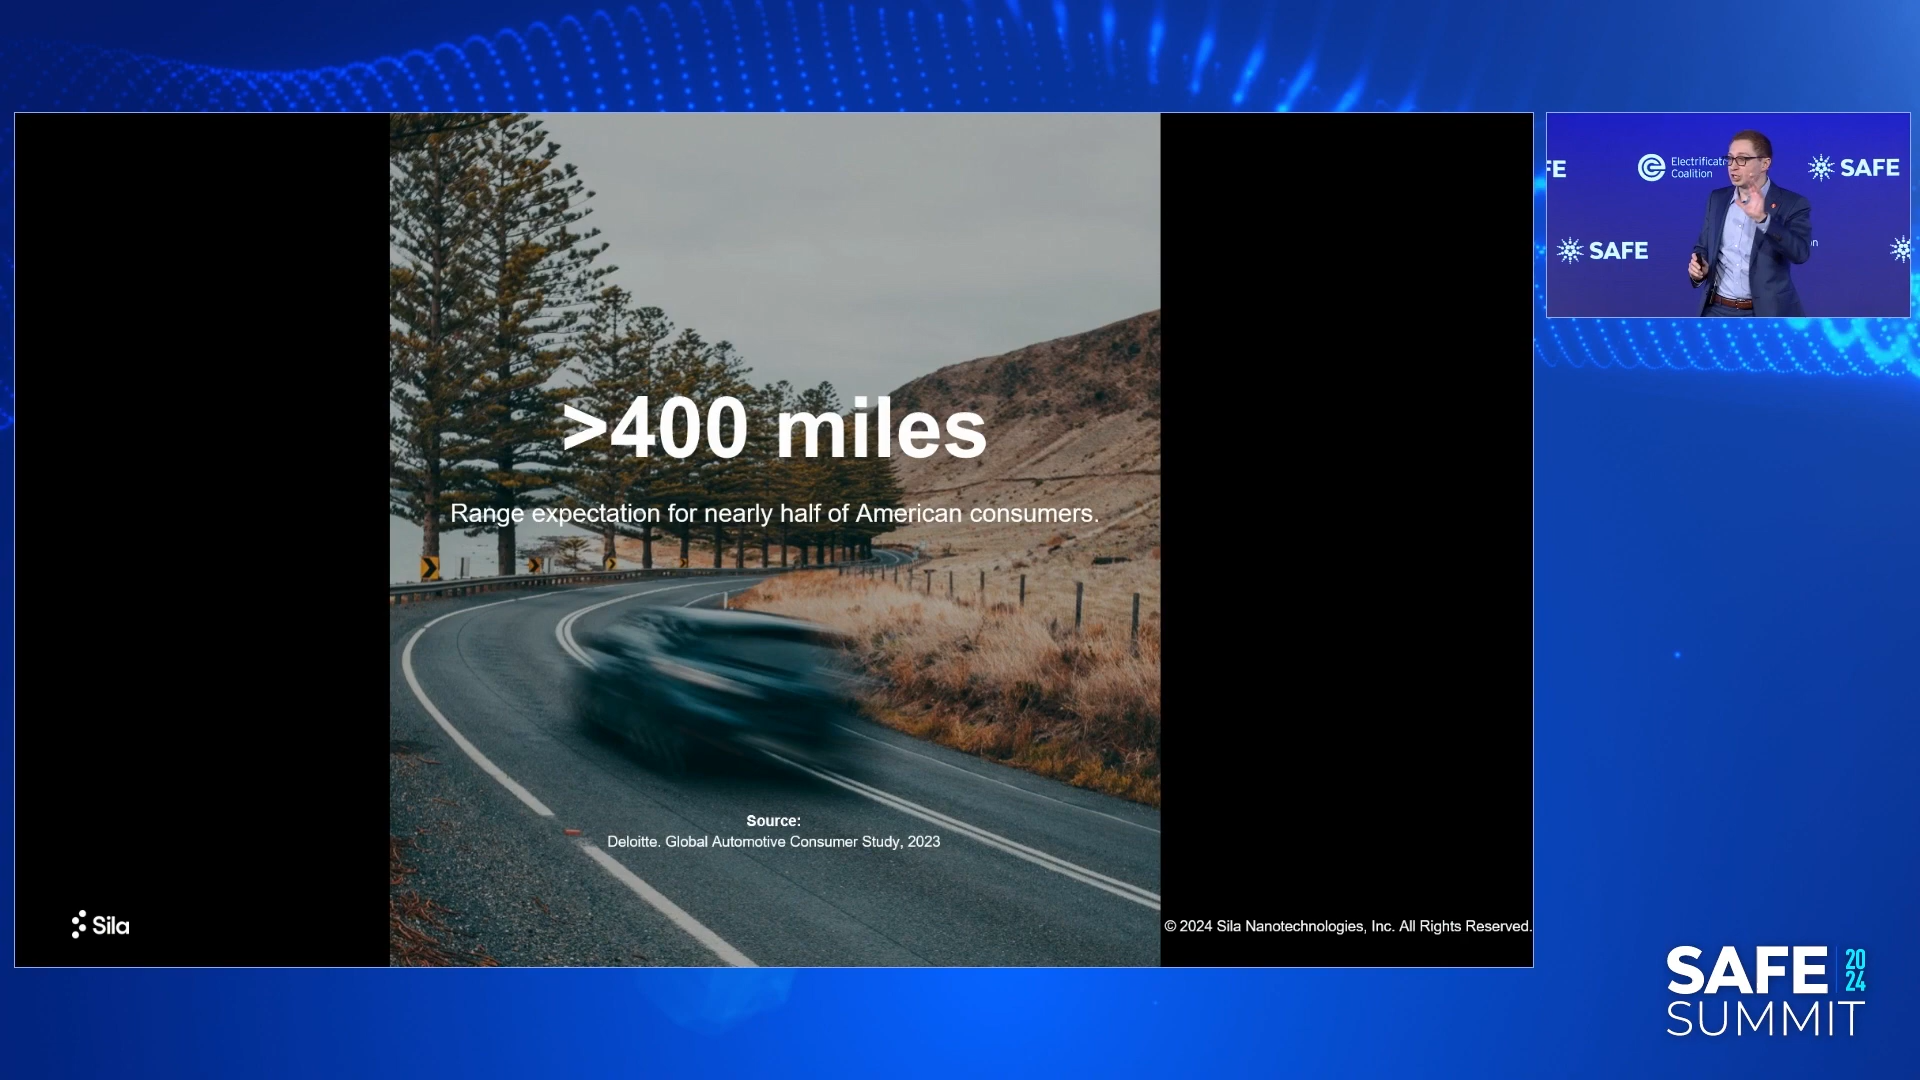 >400 miles
Range expectation for nearly half of American consumers.
Source:
Deloitte. Global Automotive Consumer Study, 2023
Sila
© 2024 Sila Nanotechnologies, Inc. All Rights Reserved.
Coalition
SAFE
SAFE
SAFE 2024
SUMMIT